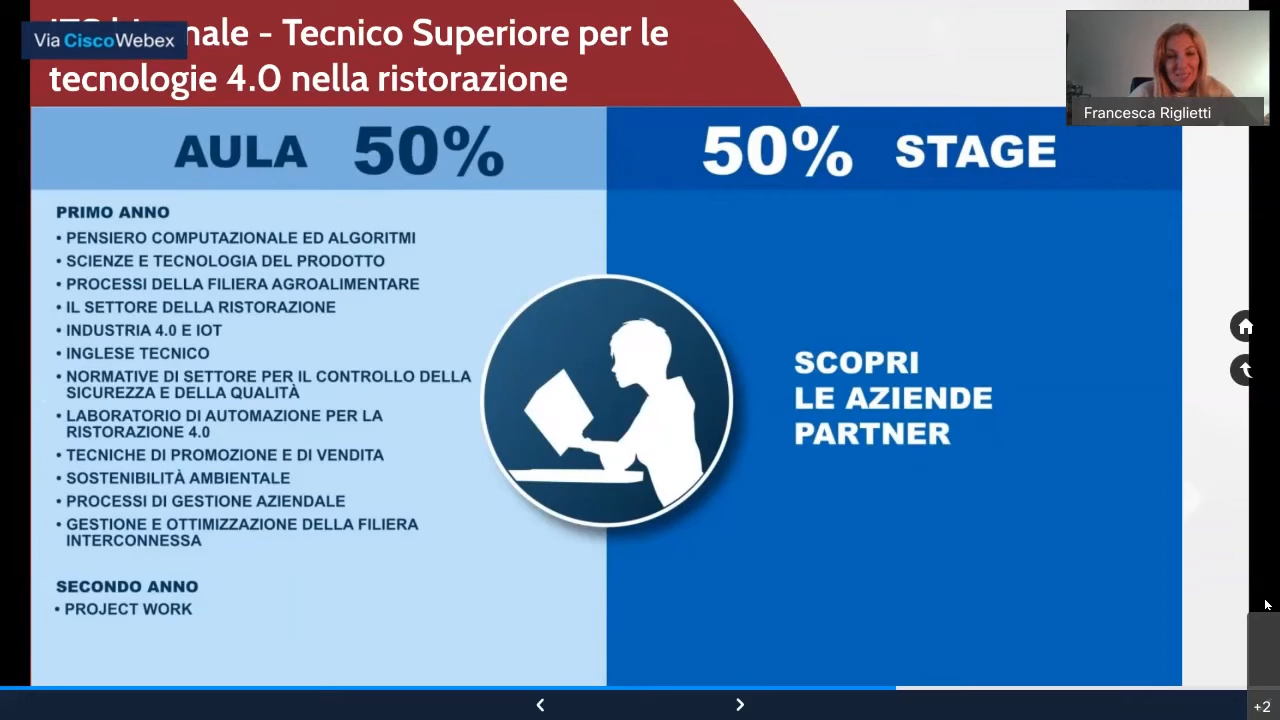 Via Cisco Webex
nale - Tecnico Superiore per le
tecnologie 4.0 nella ristorazione
Francesca Riglietti
AULA 50%
50% STAGE
PRIMO ANNO
• PENSIERO COMPUTAZIONALE ED ALGORITMI
• SCIENZE E TECNOLOGIA DEL PRODOTTO
• PROCESSI DELLA FILIERA AGROALIMENTARE
• IL SETTORE DELLA RISTORAZIONE
• INDUSTRIA 4.0 E IOT
• INGLESE TECNICO
• NORMATIVE DI SETTORE PER IL CONTROLLO DELLA
SICUREZZA E DELLA QUALITÀ
• LABORATORIO DI AUTOMAZIONE PER LA
RISTORAZIONE 4.0
• TECNICHE DI PROMOZIONE E DI VENDITA
• SOSTENIBILITÀ AMBIENTALE
• PROCESSI DI GESTIONE AZIENDALE
• GESTIONE E OTTIMIZZAZIONE DELLA FILIERA
INTERCONNESSA
SECONDO ANNO
• PROJECT WORK
SCOPRI
LE AZIENDE
PARTNER
+2